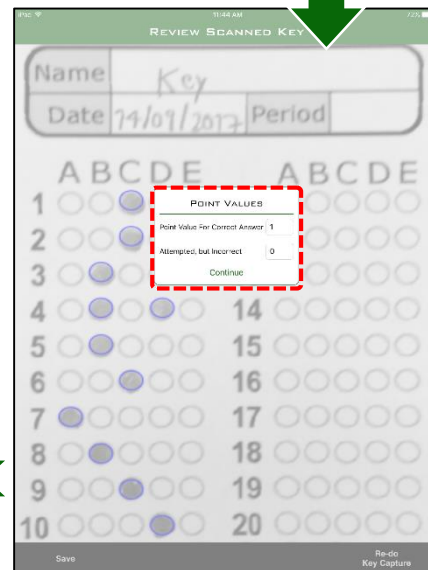 iPad 11:44 AM 72%
Review Scanned Key
Name Key
Date 14/09/2017 Period
A B C D E A B C D E
1
2
3
4 14
5 15
6 16
7 17
8 18
9 19
10 20
Point Values
Point Value For Correct Answer 1
Attempted, but Incorrect 0
Continue
Save
Re-do
Key Capture